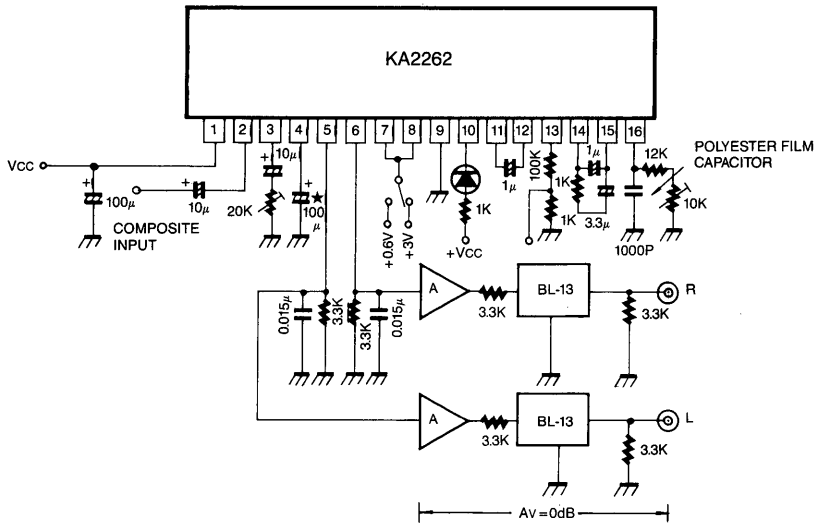 KA2262
1 2 3 4 5 6 7 8 9 10 11 12 13 14 15 16
VCC
+
100μ
COMPOSITE
INPUT
+
10μ
+
10μ
20K
+
★
100
μ
+0.6V
+3V
1K
+VCC
1μ
100K
1K
1K
1μ
3.3μ
12K
POLYESTER FILM
CAPACITOR
10K
1000P
0.015μ
3.3K
3.3K
0.015μ
A
3.3K
BL-13
3.3K
R
A
3.3K
BL-13
3.3K
L
AV=0dB